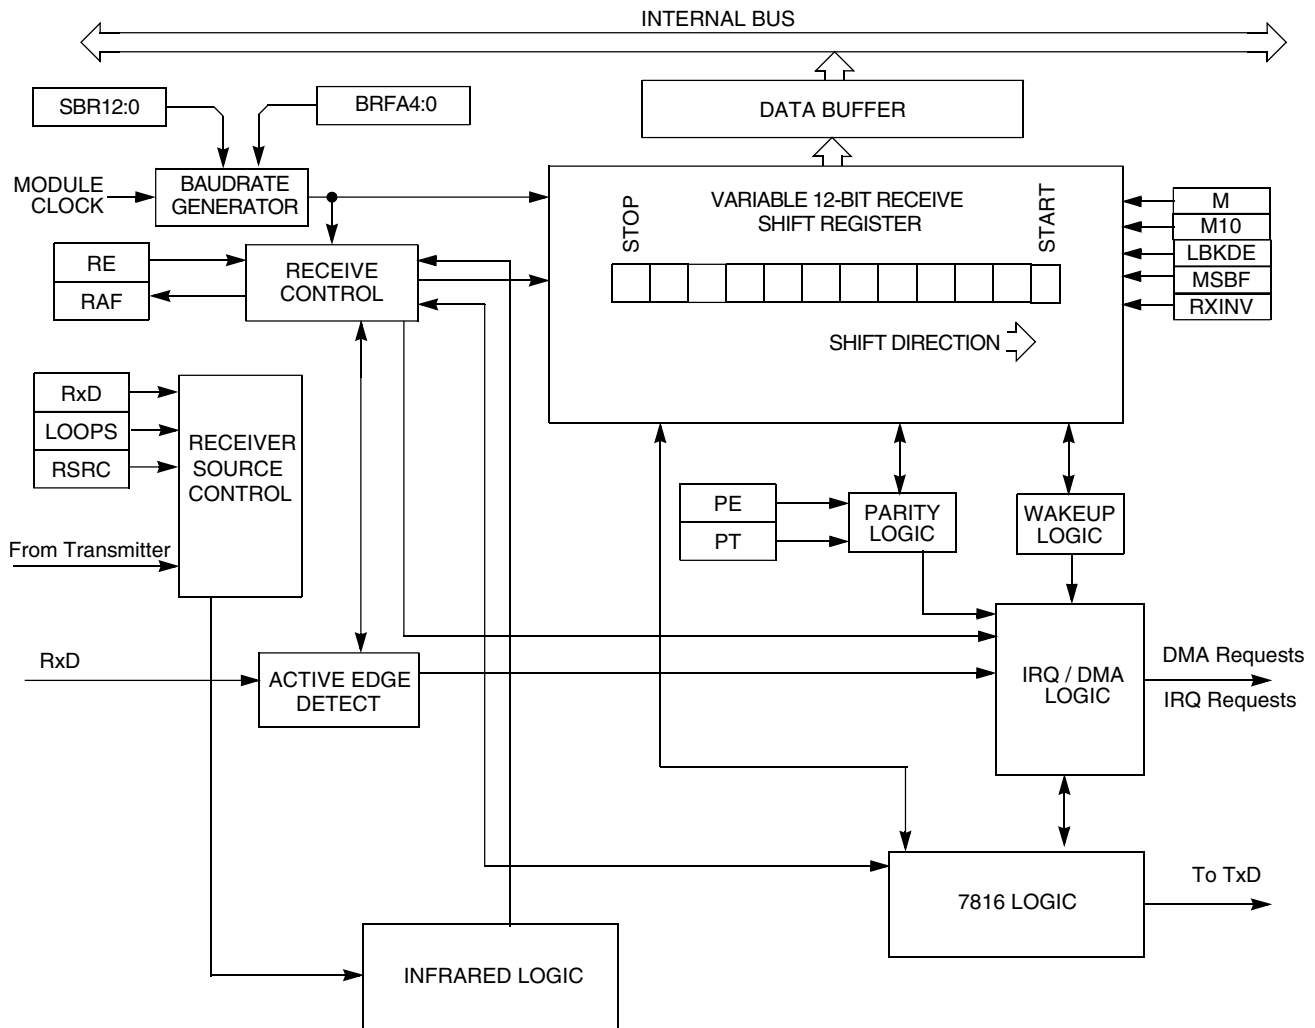 INTERNAL BUS
SBR12:0
BRFA4:0
DATA BUFFER
MODULE
CLOCK
BAUDRATE
GENERATOR
VARIABLE 12-BIT RECEIVE
SHIFT REGISTER
STOP
START
M
M10
LBKDE
MSBF
RXINV
RE
RAF
RECEIVE
CONTROL
SHIFT DIRECTION
RxD
LOOPS
RSRC
RECEIVER
SOURCE
CONTROL
From Transmitter
PE
PT
PARITY
LOGIC
WAKEUP
LOGIC
RxD
ACTIVE EDGE
DETECT
IRQ / DMA
LOGIC
DMA Requests
IRQ Requests
7816 LOGIC
To TxD
INFRARED LOGIC